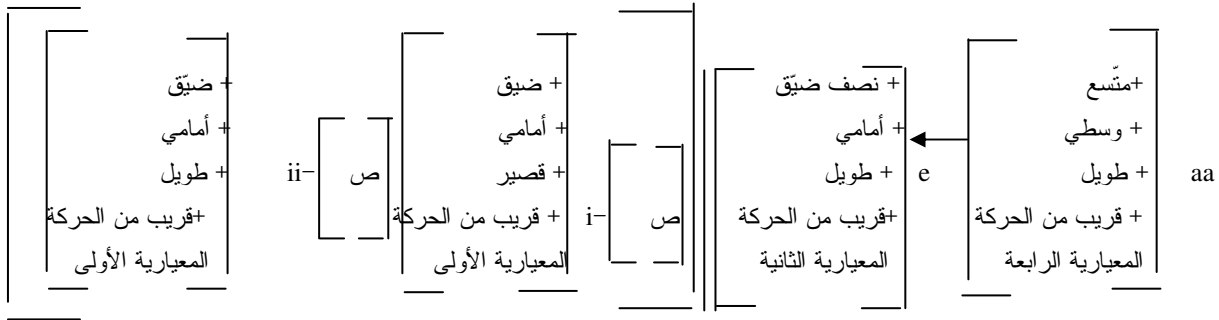 +متّسع + نصف ضيّق + ضيق + ضيّق
+ وسطي + أمامي + أمامي + أمامي
aa + طويل e + طويل ص + قصير ص ii- + طويل
+ قريب من الحركة +قريب من الحركة i- + قريب من الحركة +قريب من الحركة
المعيارية الرابعة المعيارية الثانية المعيارية الأولى المعيارية الأولى